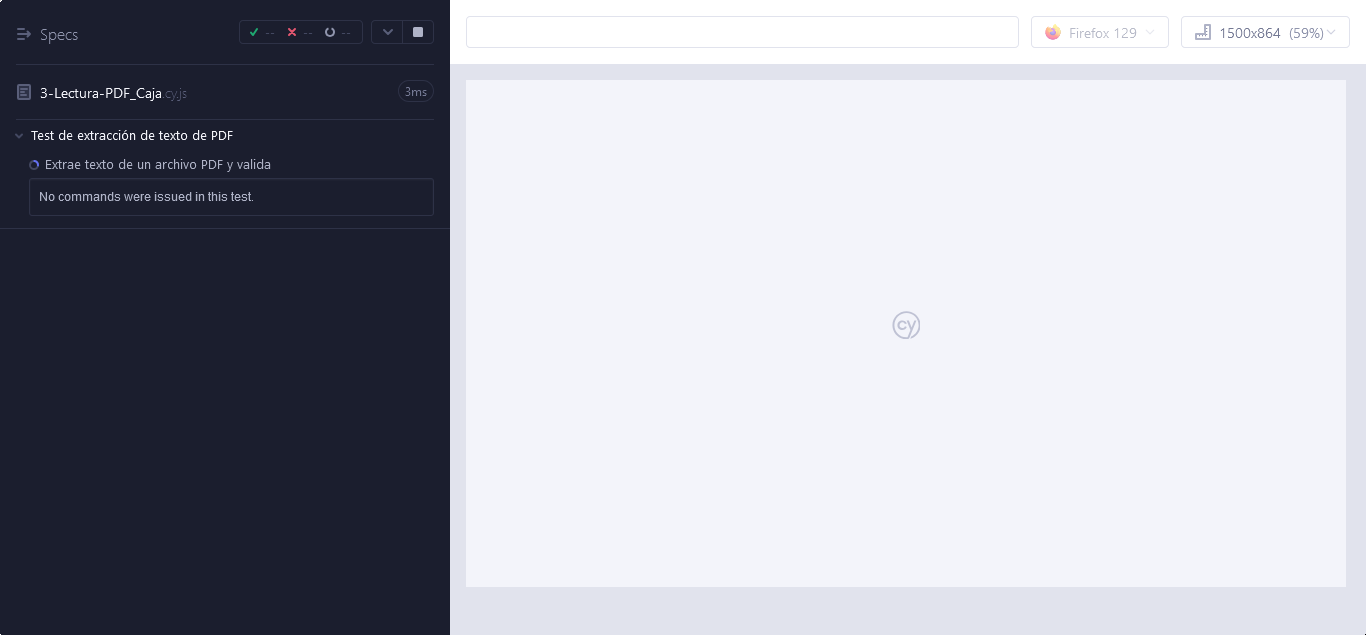 Specs
-- -- --
3-Lectura-PDF_Caja.cy.js
3ms
Test de extracción de texto de PDF
Extrae texto de un archivo PDF y valida
No commands were issued in this test.
Firefox 129
1500x864 (59%)
cy